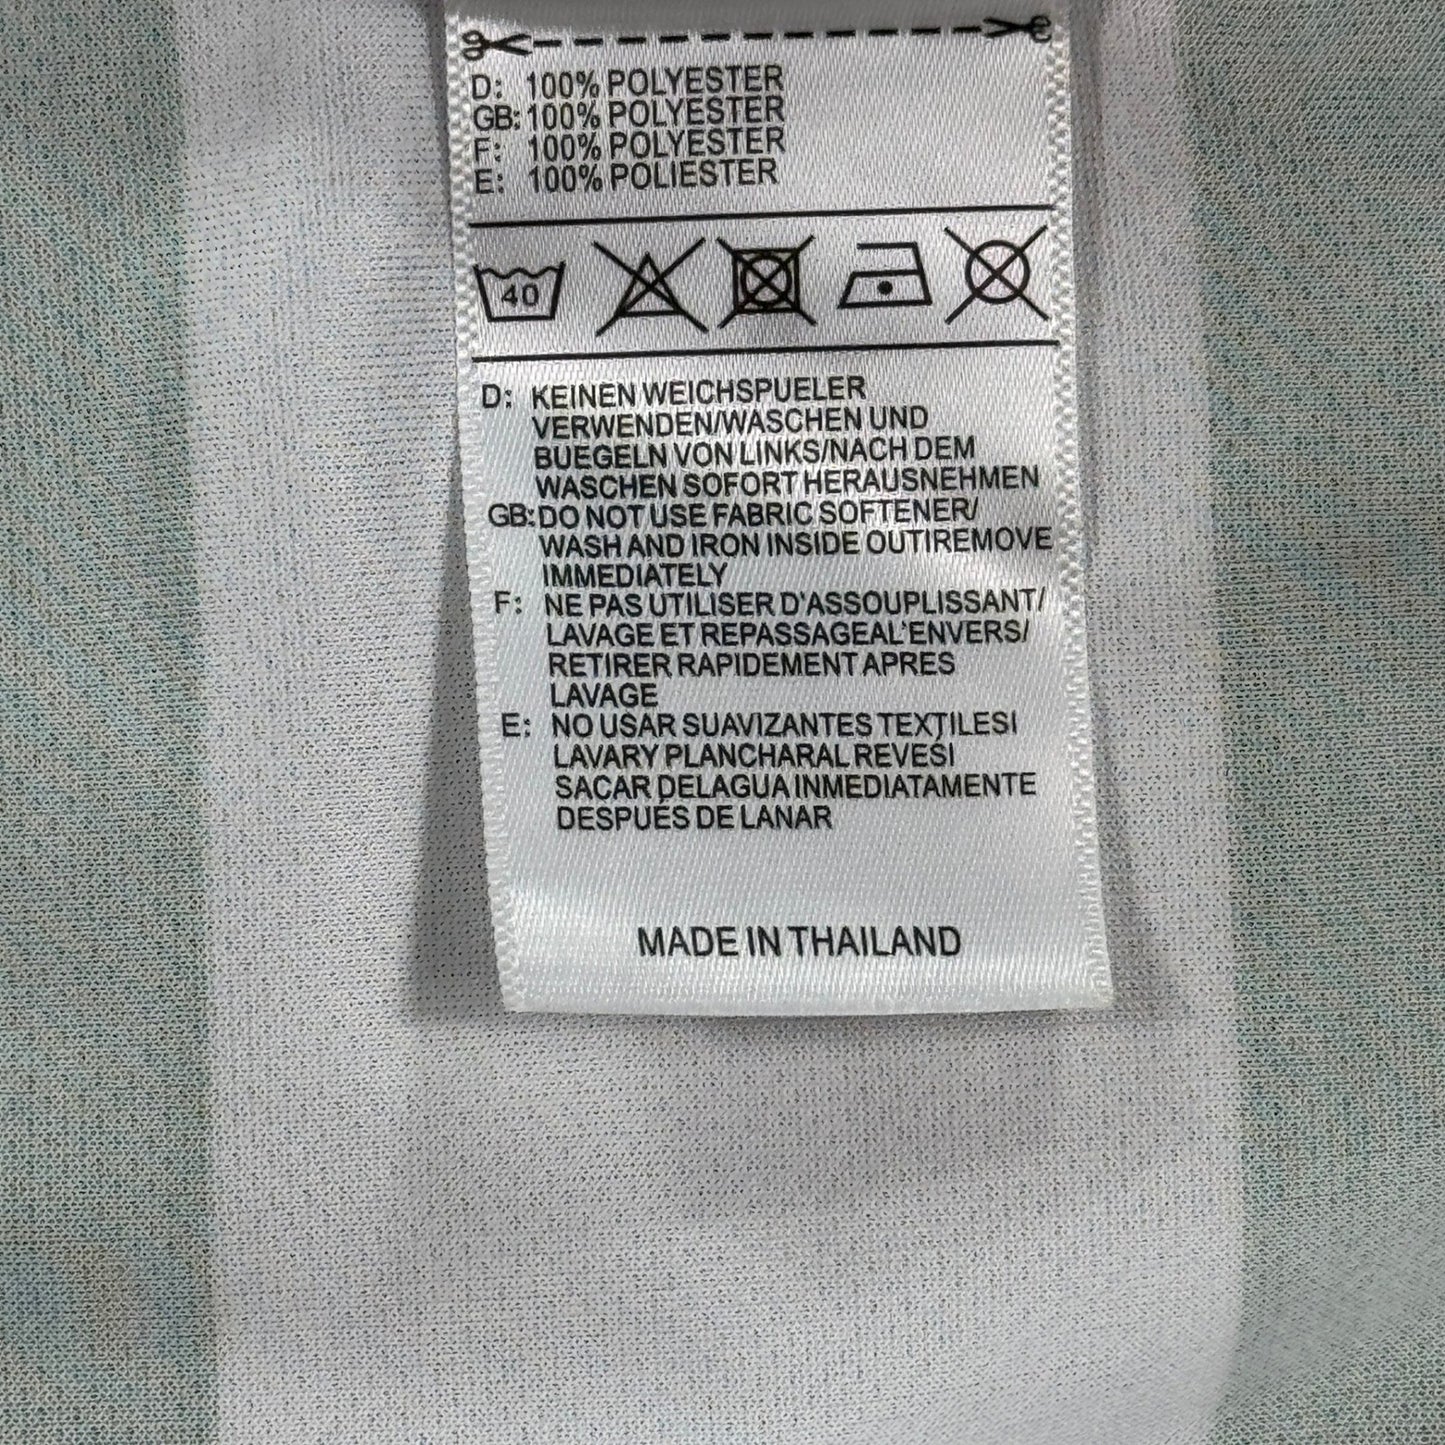 D: 100% POLYESTER
GB: 100% POLYESTER
F: 100% POLYESTER
E: 100% POLIESTER
40
D: KEINEN WEICHSPUELER
VERWENDEN/WASCHEN UND
BUEGELN VON LINKS/NACH DEM
WASCHEN SOFORT HERAUSNEHMEN
GB: DO NOT USE FABRIC SOFTENER/
WASH AND IRON INSIDE OUTIREMOVE
IMMEDIATELY
F: NE PAS UTILISER D'ASSOUPLISSANT/
LAVAGE ET REPASSAGEAL'ENVERS/
RETIRER RAPIDEMENT APRES
LAVAGE
E: NO USAR SUAVIZANTES TEXTILESI
LAVARY PLANCHARAL REVESI
SACAR DELAGUA INMEDIATAMENTE
DESPUÉS DE LANAR
MADE IN THAILAND